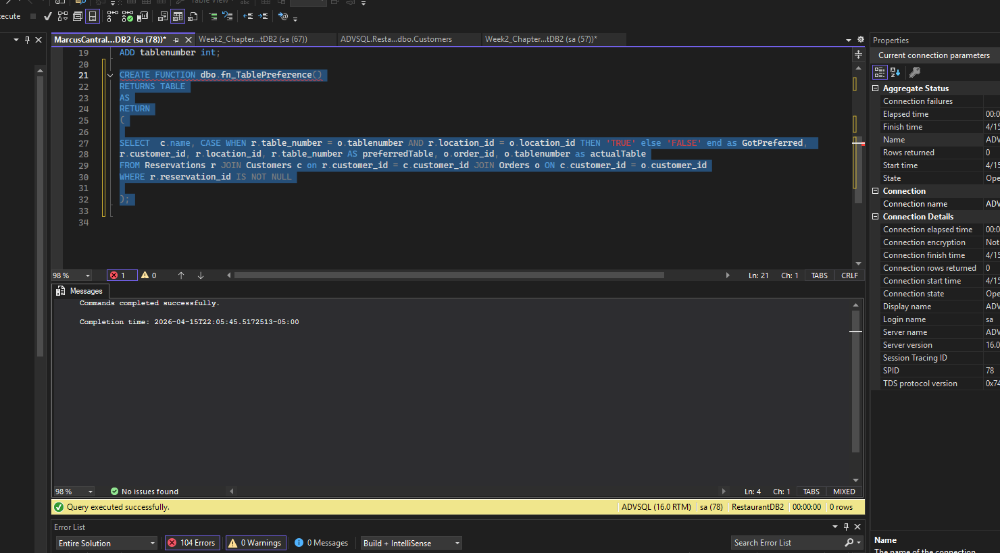 ecute
MarcusCantral...DB2 (sa (78))*
Week2_Chapter...tDB2 (sa (67))
ADVSQL.Resta...dbo.Customers
Week2_Chapter...tDB2 (sa (57))*
19 ADD tablenumber int;
20
21 CREATE FUNCTION dbo.fn_TablePreference()
22 RETURNS TABLE
23 AS
24 RETURN
25 (
26
27 SELECT  c.name, CASE WHEN r.table_number = o.tablenumber AND r.location_id = o.location_id THEN 'TRUE' else 'FALSE' end as GotPreferred,
28 r.customer_id, r.location_id, r.table_number AS preferredTable, o.order_id, o.tablenumber as actualTable
29 FROM Reservations r JOIN Customers c on r.customer_id = c.customer_id JOIN Orders o ON c.customer_id = o.customer_id
30 WHERE r.reservation_id IS NOT NULL
31
32 );
33
34
98 % 1 0 Ln: 21 Ch: 1 TABS CRLF
Messages
Commands completed successfully.
Completion time: 2026-04-15T22:05:45.5172513-05:00
98 % No issues found Ln: 4 Ch: 1 TABS MIXED
Query executed successfully. ADVSQL (16.0 RTM) sa (78) RestaurantDB2 00:00:00 0 rows
Error List
Entire Solution 104 Errors 0 Warnings 0 Messages Build + IntelliSense Search Error List
Properties
Current connection parameters
Aggregate Status
Connection failures
Elapsed time 00:0
Finish time 4/15
Name ADV
Rows returned 0
Start time 4/15
State Ope
Connection
Connection name ADV
Connection Details
Connection elapsed time 00:0
Connection encryption Not
Connection finish time 4/15
Connection rows returned 0
Connection start time 4/15
Connection state Ope
Display name ADV
Login name sa
Server name ADV
Server version 16.0
Session Tracing ID
SPID 78
TDS protocol version 0x74
Name
The name of the connection